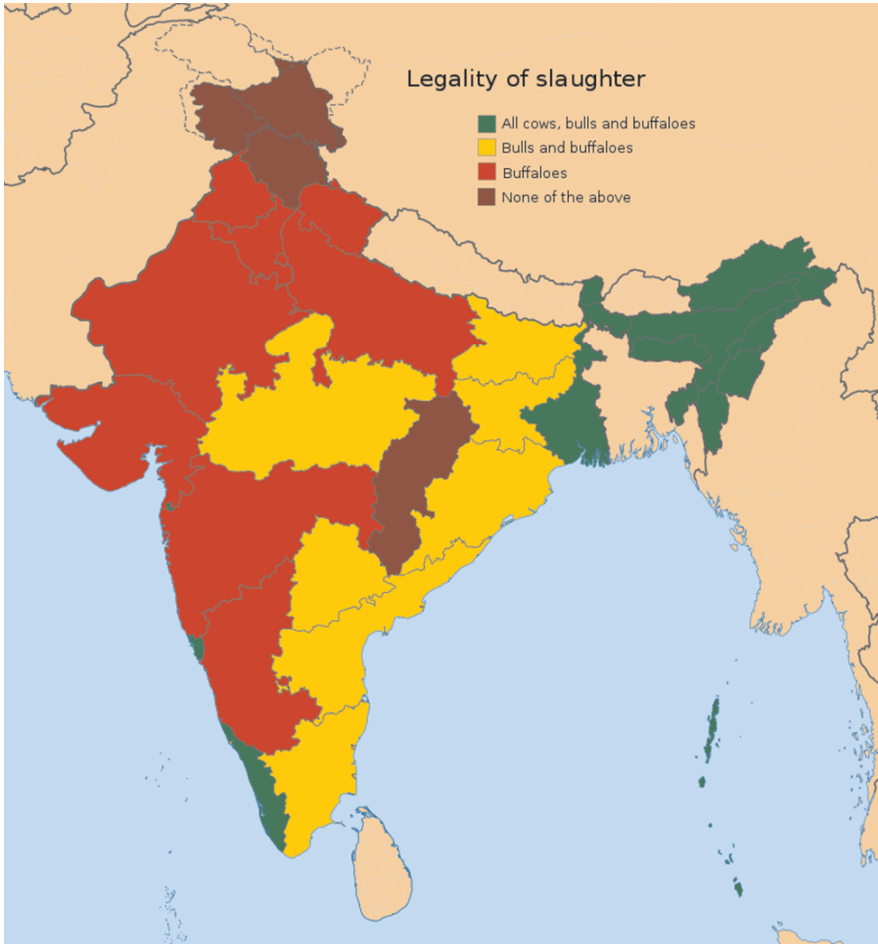 Legality of slaughter
All cows, bulls and buffaloes
Bulls and buffaloes
Buffaloes
None of the above